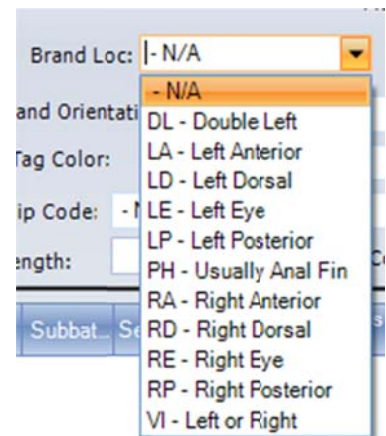 Brand Loc: - N/A
- N/A
DL - Double Left
LA - Left Anterior
LD - Left Dorsal
LE - Left Eye
LP - Left Posterior
PH - Usually Anal Fin
RA - Right Anterior
RD - Right Dorsal
RE - Right Eye
RP - Right Posterior
VI - Left or Right
and Orientati
Tag Color:
ip Code: - N
ength:
Subbat... Se